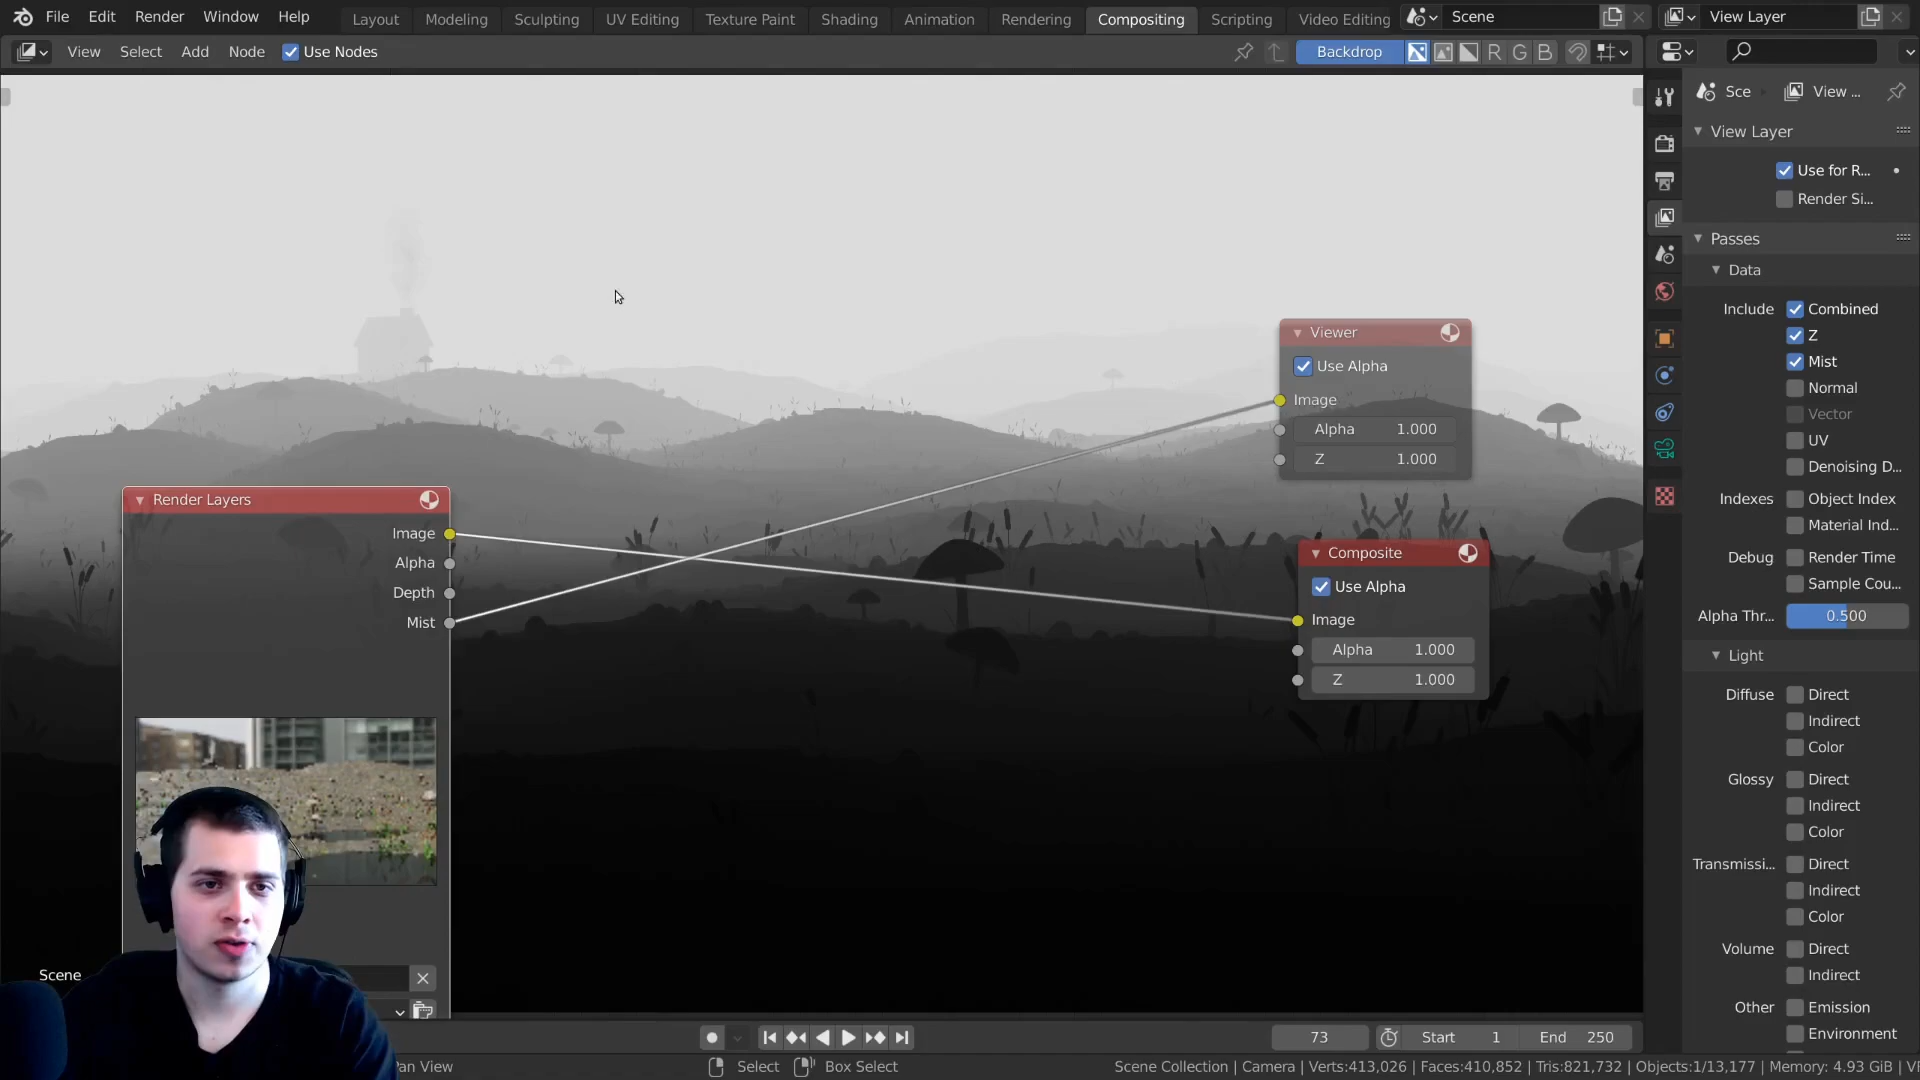 File Edit Render Window Help Layout Modeling Sculpting UV Editing Texture Paint Shading Animation Rendering Compositing Scripting Video Editing Scene View Layer
View Select Add Node Use Nodes Backdrop R G B
Sce View ...
View Layer
Use for R...
Render Si...
Passes
Data
Include Combined
Z
Mist
Normal
Vector
UV
Denoising D...
Indexes Object Index
Material Ind...
Debug Render Time
Sample Cou...
Alpha Thr... 0.500
Light
Diffuse Direct
Indirect
Color
Glossy Direct
Indirect
Color
Transmissi... Direct
Indirect
Color
Volume Direct
Indirect
Other Emission
Environment
Viewer
Use Alpha
Image
Alpha 1.000
Z 1.000
Render Layers
Image
Alpha
Depth
Mist
Scene
Composite
Use Alpha
Image
Alpha 1.000
Z 1.000
73 Start 1 End 250
Pan View Select Box Select Scene Collection | Camera | Verts:413,026 | Faces:410,852 | Tris:821,732 | Objects:1/13,177 | Memory: 4.93 GiB | V